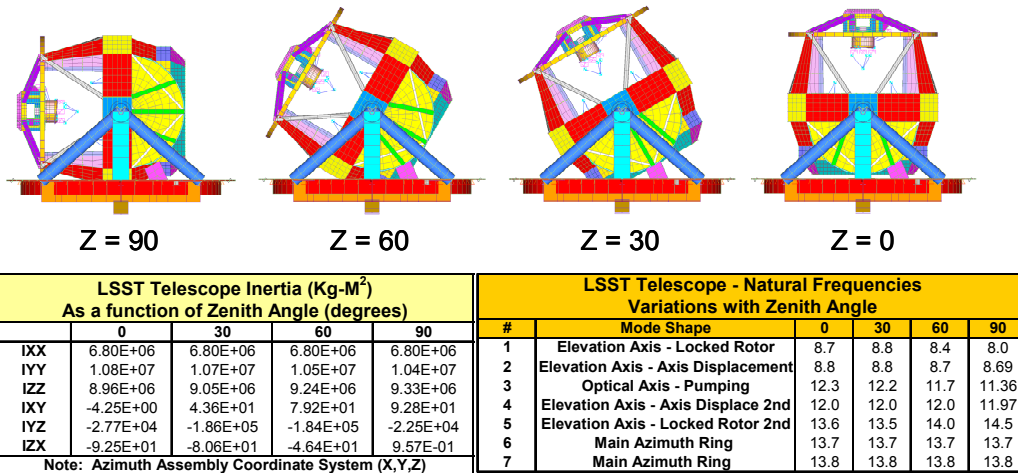 Z = 90
Z = 60
Z = 30
Z = 0
LSST Telescope Inertia (Kg-M²)
As a function of Zenith Angle (degrees)
0 30 60 90
IXX 6.80E+06 6.80E+06 6.80E+06 6.80E+06
IYY 1.08E+07 1.07E+07 1.05E+07 1.04E+07
IZZ 8.96E+06 9.05E+06 9.24E+06 9.33E+06
IXY -4.25E+00 4.36E+01 7.92E+01 9.28E+01
IYZ -2.77E+04 -1.86E+05 -1.84E+05 -2.25E+04
IZX -9.25E+01 -8.06E+01 -4.64E+01 9.57E-01
Note: Azimuth Assembly Coordinate System (X,Y,Z)
LSST Telescope - Natural Frequencies
Variations with Zenith Angle
# Mode Shape 0 30 60 90
1 Elevation Axis - Locked Rotor 8.7 8.8 8.4 8.0
2 Elevation Axis - Axis Displacement 8.8 8.8 8.7 8.69
3 Optical Axis - Pumping 12.3 12.2 11.7 11.36
4 Elevation Axis - Axis Displace 2nd 12.0 12.0 12.0 11.97
5 Elevation Axis - Locked Rotor 2nd 13.6 13.5 14.0 14.5
6 Main Azimuth Ring 13.7 13.7 13.7 13.7
7 Main Azimuth Ring 13.8 13.8 13.8 13.8